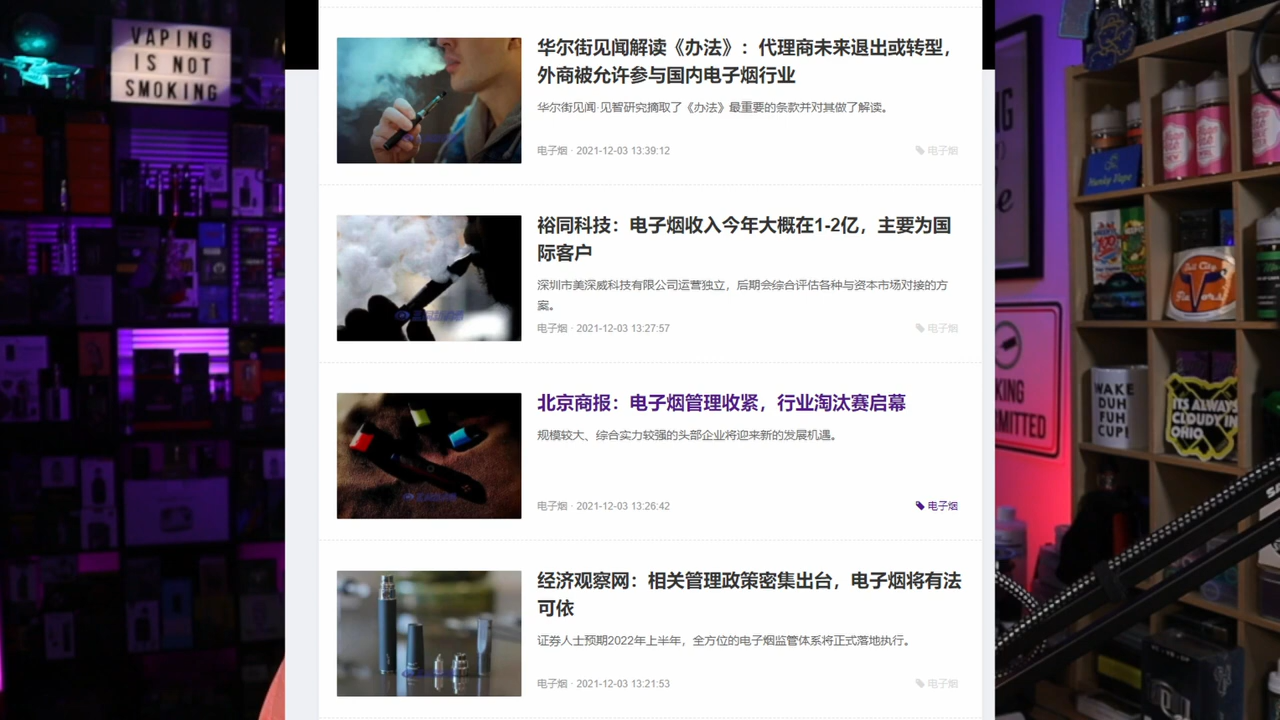 VAPING
IS NOT
SMOKING
华尔街见闻解读《办法》：代理商未来退出或转型，
外商被允许参与国内电子烟行业
华尔街见闻·见智研究摘取了《办法》最重要的条款并对其做了解读。
电子烟 · 2021-12-03 13:39:12
电子烟
裕同科技：电子烟收入今年大概在1-2亿，主要为国
际客户
深圳市美深威科技有限公司运营独立，后期会综合评估各种与资本市场对接的方
案。
电子烟 · 2021-12-03 13:27:57
电子烟
北京商报：电子烟管理收紧，行业淘汰赛启幕
规模较大、综合实力较强的头部企业将迎来新的发展机遇。
电子烟 · 2021-12-03 13:26:42
电子烟
经济观察网：相关管理政策密集出台，电子烟将有法
可依
证券人士预期2022年上半年，全方位的电子烟监管体系将正式落地执行。
电子烟 · 2021-12-03 13:21:53
电子烟
Hunky Vape
100
KING
MITTED
WAKE
DUH
FUH
CUP!
ITS ALWAYS
CLOUDY IN
OHIO